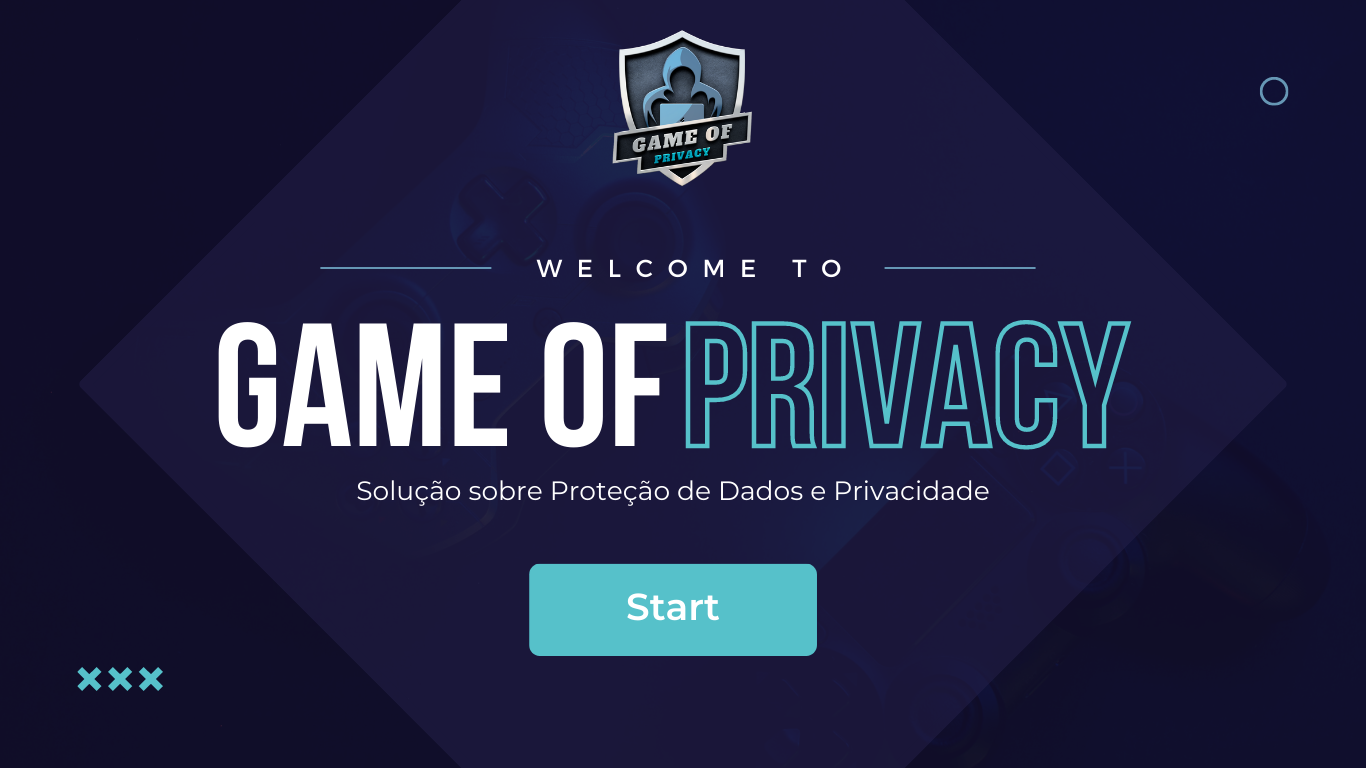 GAME OF
PRIVACY
WELCOME TO
GAME OF PRIVACY
Solução sobre Proteção de Dados e Privacidade
Start